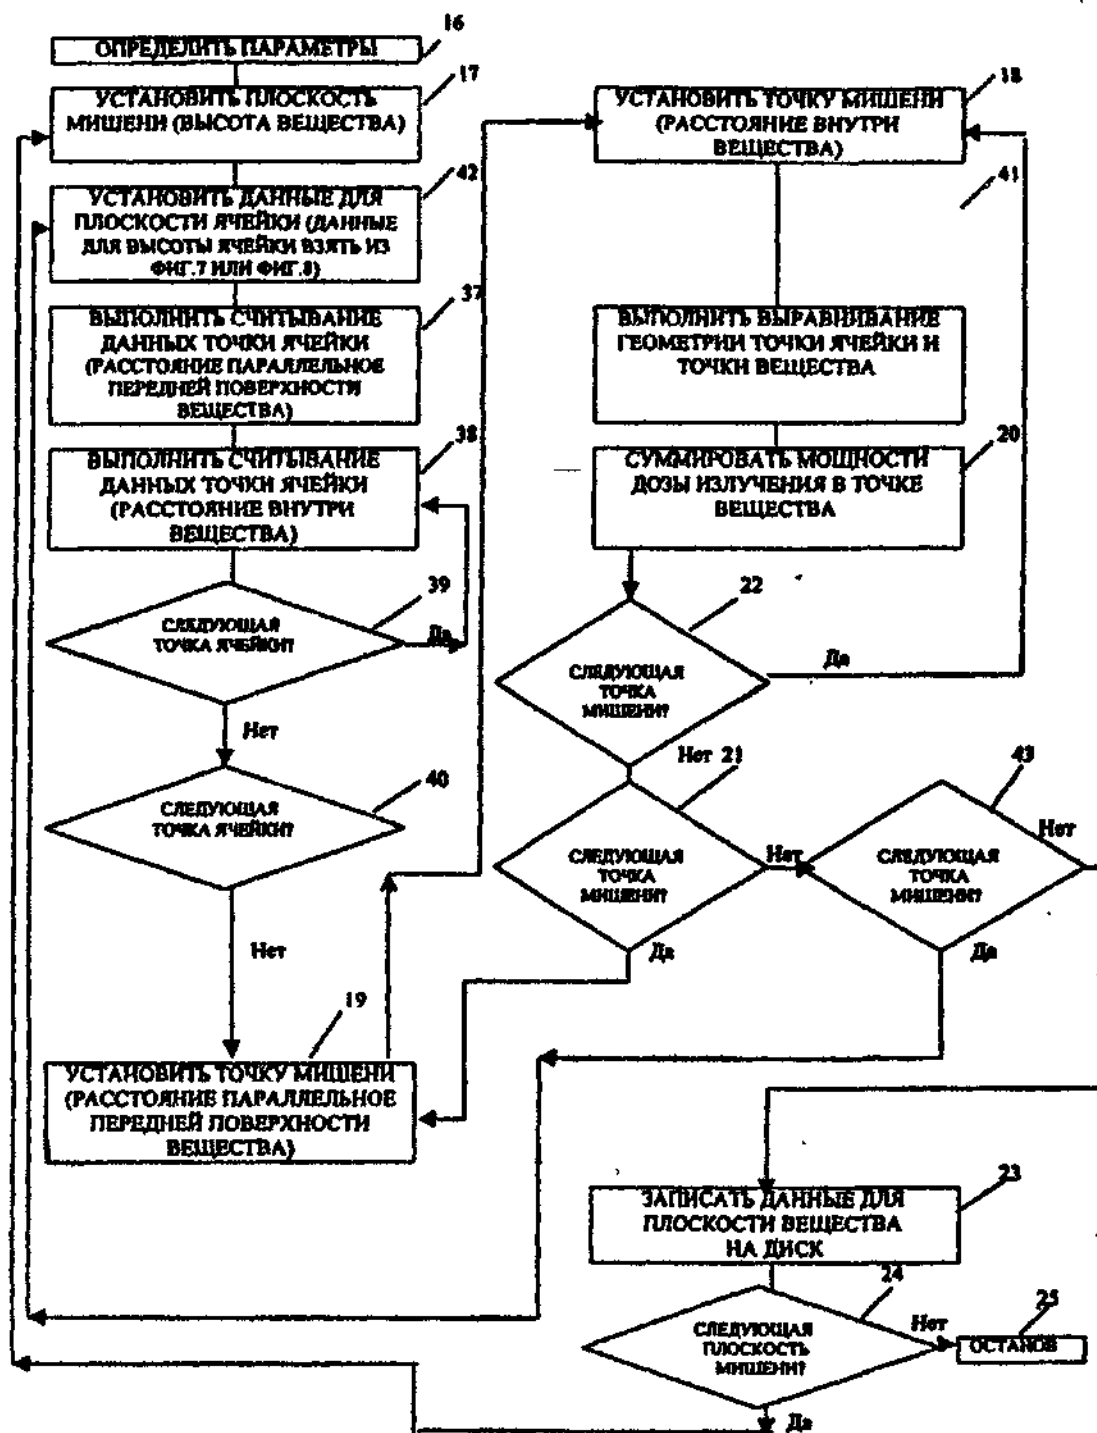 16
ОПРЕДЕЛИТЬ ПАРАМЕТРЫ
17
УСТАНОВИТЬ ПЛОСКОСТЬ
МИШЕНИ (ВЫСОТА ВЕЩЕСТВА)
42
УСТАНОВИТЬ ДАННЫЕ ДЛЯ
ПЛОСКОСТИ ЯЧЕЙКИ (ДАННЫЕ
ДЛЯ ВЫСОТЫ ЯЧЕЙКИ ВЗЯТЬ ИЗ
ФИГ.7 ИЛИ ФИГ.8)
37
ВЫПОЛНИТЬ СЧИТЫВАНИЕ
ДАННЫХ ТОЧКИ ЯЧЕЙКИ
(РАССТОЯНИЕ ПАРАЛЛЕЛЬНОЕ
ПЕРЕДНЕЙ ПОВЕРХНОСТИ
ВЕЩЕСТВА)
38
ВЫПОЛНИТЬ СЧИТЫВАНИЕ
ДАННЫХ ТОЧКИ ЯЧЕЙКИ
(РАССТОЯНИЕ ВНУТРИ
ВЕЩЕСТВА)
39
СЛЕДУЮЩАЯ
ТОЧКА ЯЧЕЙКИ?
Да
Нет
40
СЛЕДУЮЩАЯ
ТОЧКА ЯЧЕЙКИ?
Нет
19
УСТАНОВИТЬ ТОЧКУ МИШЕНИ
(РАССТОЯНИЕ ПАРАЛЛЕЛЬНОЕ
ПЕРЕДНЕЙ ПОВЕРХНОСТИ
ВЕЩЕСТВА)
18
УСТАНОВИТЬ ТОЧКУ МИШЕНИ
(РАССТОЯНИЕ ВНУТРИ
ВЕЩЕСТВА)
41
ВЫПОЛНИТЬ ВЫРАВНИВАНИЕ
ГЕОМЕТРИИ ТОЧКИ ЯЧЕЙКИ И
ТОЧКИ ВЕЩЕСТВА
20
СУММИРОВАТЬ МОЩНОСТИ
ДОЗЫ ИЗЛУЧЕНИЯ В ТОЧКЕ
ВЕЩЕСТВА
22
СЛЕДУЮЩАЯ
ТОЧКА
МИШЕНИ?
Да
Нет 21
СЛЕДУЮЩАЯ
ТОЧКА
МИШЕНИ?
Нет
Да
43
СЛЕДУЮЩАЯ
ТОЧКА
МИШЕНИ?
Нет
Да
23
ЗАПИСАТЬ ДАННЫЕ ДЛЯ
ПЛОСКОСТИ ВЕЩЕСТВА
НА ДИСК
24
СЛЕДУЮЩАЯ
ПЛОСКОСТЬ
МИШЕНИ?
Нет
25
ОСТАНОВ
Да